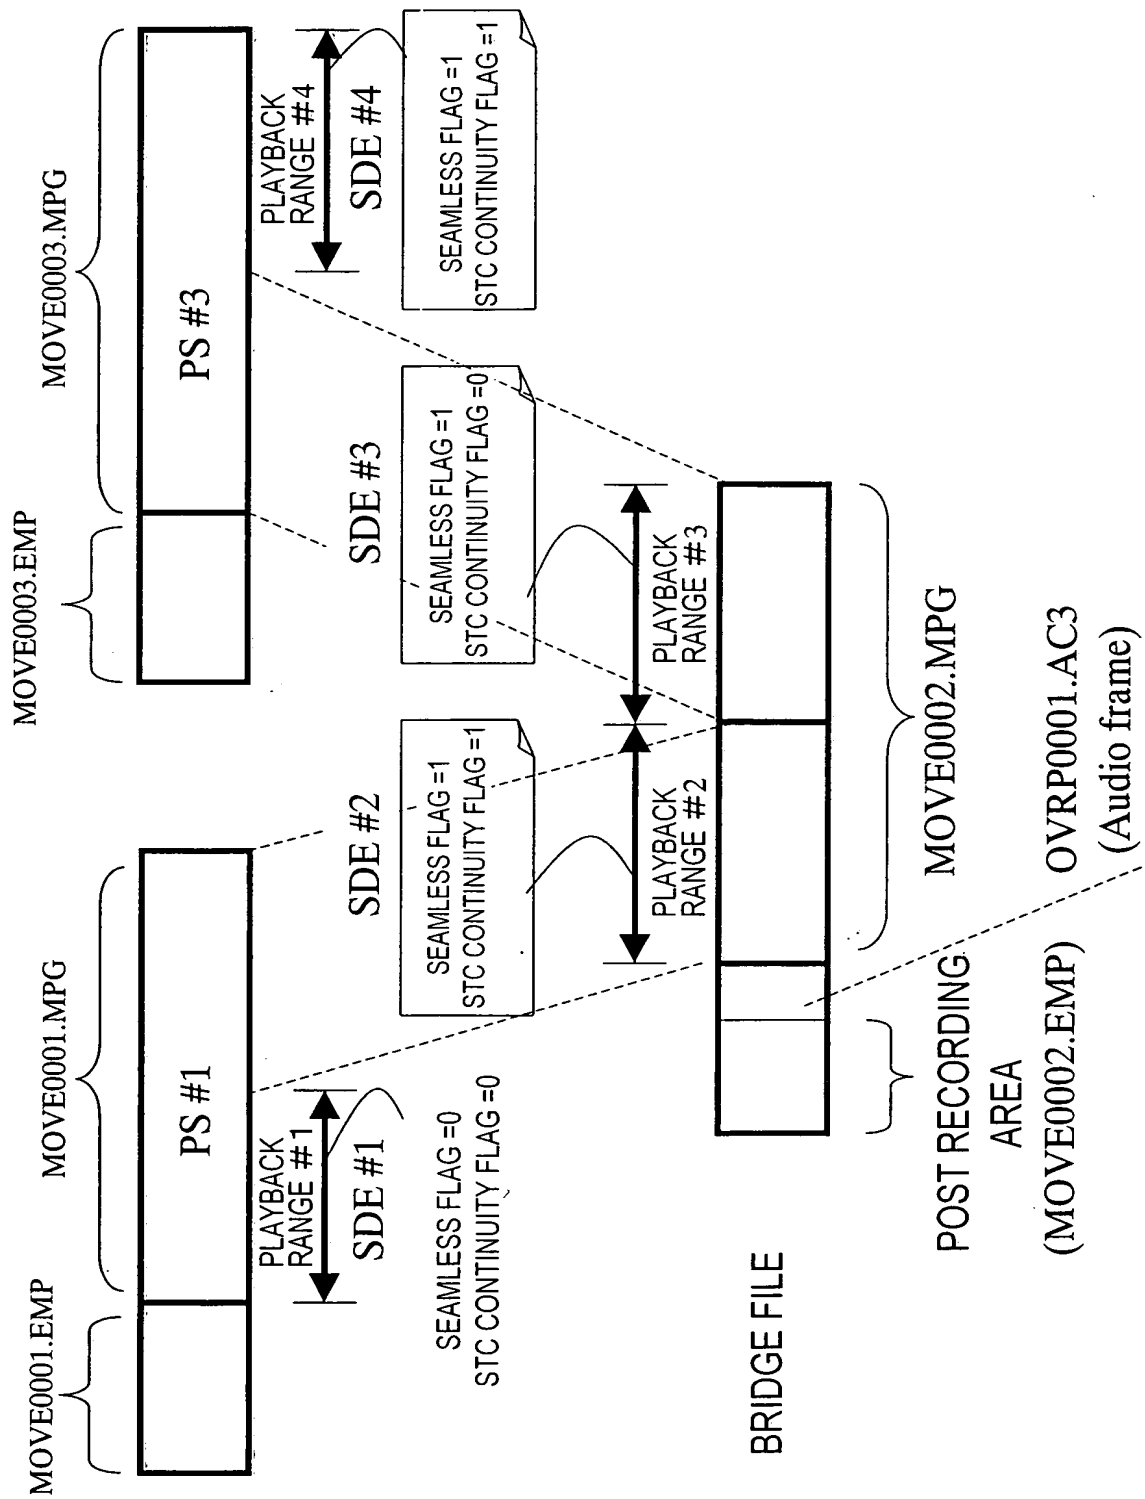 MOVE0001.EMP
MOVE0001.MPG
MOVE0003.EMP
MOVE0003.MPG
PS #1
PS #3
PLAYBACK
RANGE #1
SDE #1
SEAMLESS FLAG =0
STC CONTINUITY FLAG =0
SDE #2
SEAMLESS FLAG =1
STC CONTINUITY FLAG =1
SDE #3
SEAMLESS FLAG =1
STC CONTINUITY FLAG =0
PLAYBACK
RANGE #4
SDE #4
SEAMLESS FLAG =1
STC CONTINUITY FLAG =1
PLAYBACK
RANGE #2
PLAYBACK
RANGE #3
BRIDGE FILE
POST RECORDING
AREA
(MOVE0002.EMP)
MOVE0002.MPG
OVRP0001.AC3
(Audio frame)